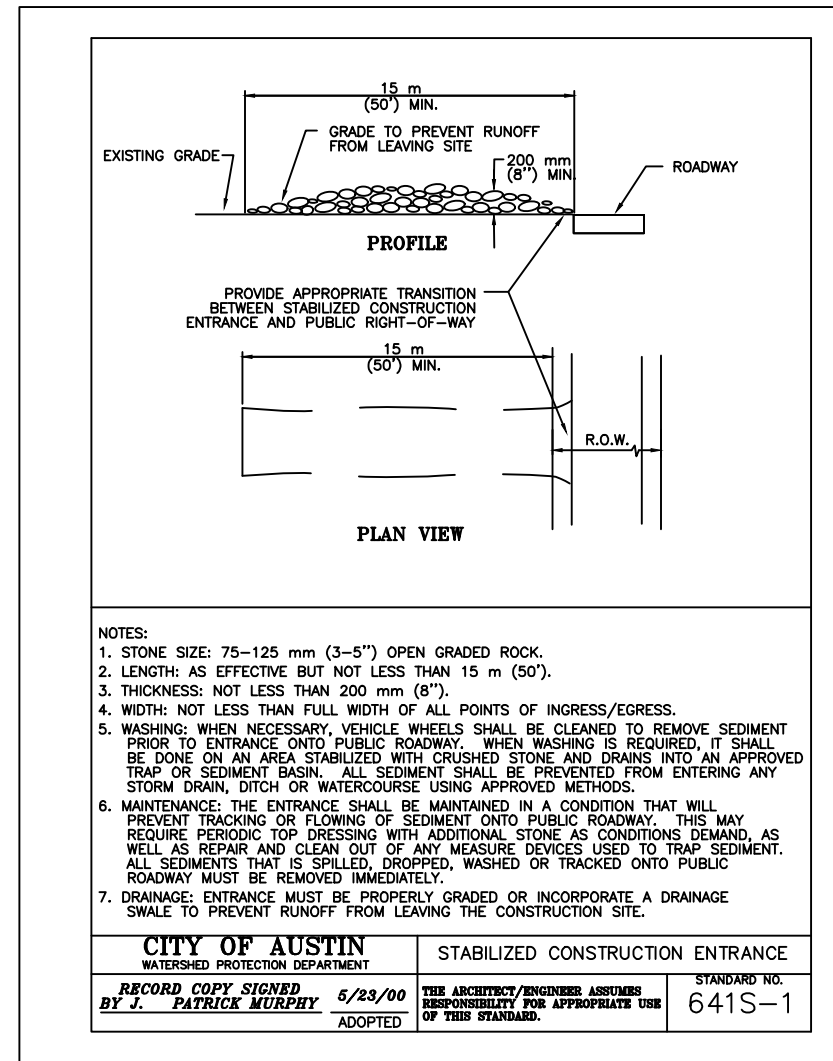 15 m
(50') MIN.
GRADE TO PREVENT RUNOFF
FROM LEAVING SITE
EXISTING GRADE
200 mm
(8") MIN
ROADWAY
PROFILE
PROVIDE APPROPRIATE TRANSITION
BETWEEN STABILIZED CONSTRUCTION
ENTRANCE AND PUBLIC RIGHT-OF-WAY
15 m
(50') MIN.
R.O.W.
PLAN VIEW
NOTES:
1. STONE SIZE: 75-125 mm (3-5") OPEN GRADED ROCK.
2. LENGTH: AS EFFECTIVE BUT NOT LESS THAN 15 m (50').
3. THICKNESS: NOT LESS THAN 200 mm (8").
4. WIDTH: NOT LESS THAN FULL WIDTH OF ALL POINTS OF INGRESS/EGRESS.
5. WASHING: WHEN NECESSARY, VEHICLE WHEELS SHALL BE CLEANED TO REMOVE SEDIMENT
PRIOR TO ENTRANCE ONTO PUBLIC ROADWAY. WHEN WASHING IS REQUIRED, IT SHALL
BE DONE ON AN AREA STABILIZED WITH CRUSHED STONE AND DRAINS INTO AN APPROVED
TRAP OR SEDIMENT BASIN. ALL SEDIMENT SHALL BE PREVENTED FROM ENTERING ANY
STORM DRAIN, DITCH OR WATERCOURSE USING APPROVED METHODS.
6. MAINTENANCE: THE ENTRANCE SHALL BE MAINTAINED IN A CONDITION THAT WILL
PREVENT TRACKING OR FLOWING OF SEDIMENT ONTO PUBLIC ROADWAY. THIS MAY
REQUIRE PERIODIC TOP DRESSING WITH ADDITIONAL STONE AS CONDITIONS DEMAND, AS
WELL AS REPAIR AND CLEAN OUT OF ANY MEASURE DEVICES USED TO TRAP SEDIMENT.
ALL SEDIMENTS THAT IS SPILLED, DROPPED, WASHED OR TRACKED ONTO PUBLIC
ROADWAY MUST BE REMOVED IMMEDIATELY.
7. DRAINAGE: ENTRANCE MUST BE PROPERLY GRADED OR INCORPORATE A DRAINAGE
SWALE TO PREVENT RUNOFF FROM LEAVING THE CONSTRUCTION SITE.
CITY OF AUSTIN
WATERSHED PROTECTION DEPARTMENT
STABILIZED CONSTRUCTION ENTRANCE
RECORD COPY SIGNED
BY J. PATRICK MURPHY
5/23/00
ADOPTED
THE ARCHITECT/ENGINEER ASSUMES
RESPONSIBILITY FOR APPROPRIATE USE
OF THIS STANDARD.
STANDARD NO.
641S-1